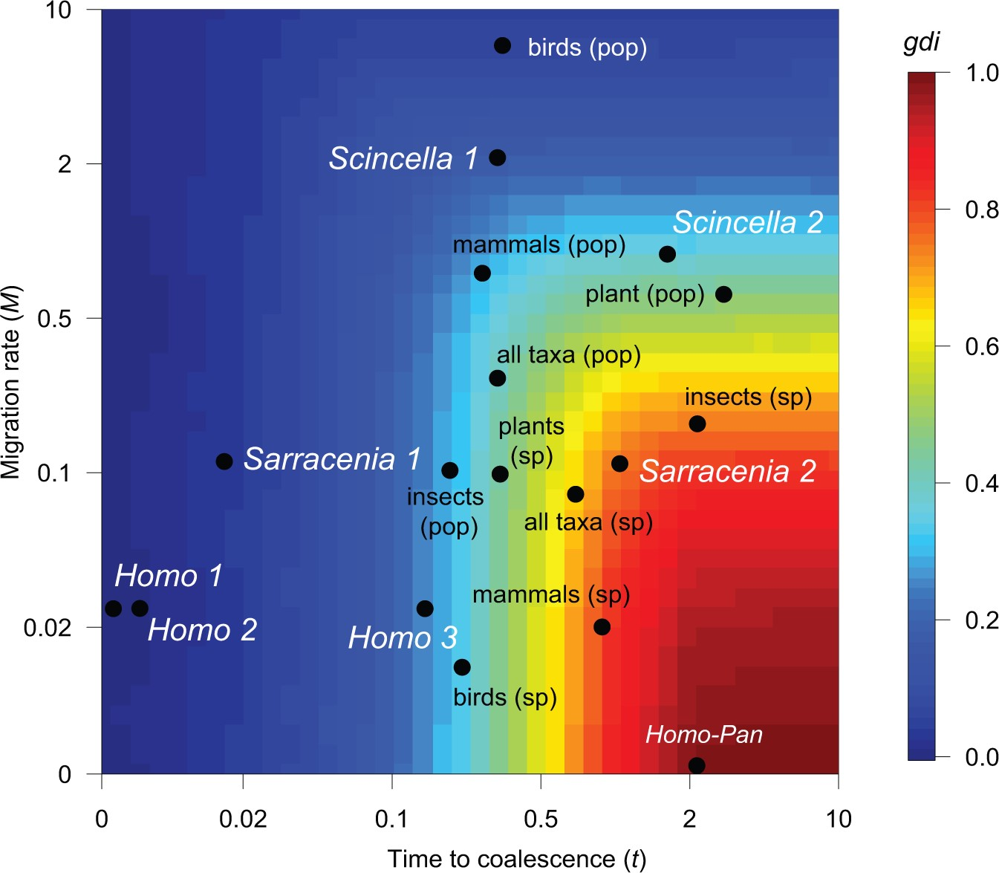 10
birds (pop)
gdi
1.0
Scincella 1
2
Scincella 2
0.8
mammals (pop)
plant (pop)
Migration rate (M)
0.5
all taxa (pop)
0.6
insects (sp)
plants
(sp)
Sarracenia 1
0.1
Sarracenia 2
0.4
insects
(pop)
all taxa (sp)
Homo 1
mammals (sp)
Homo 2
0.02
Homo 3
0.2
birds (sp)
Homo-Pan
0.0
0
0
0.02
0.1
0.5
2
10
Time to coalescence (t)